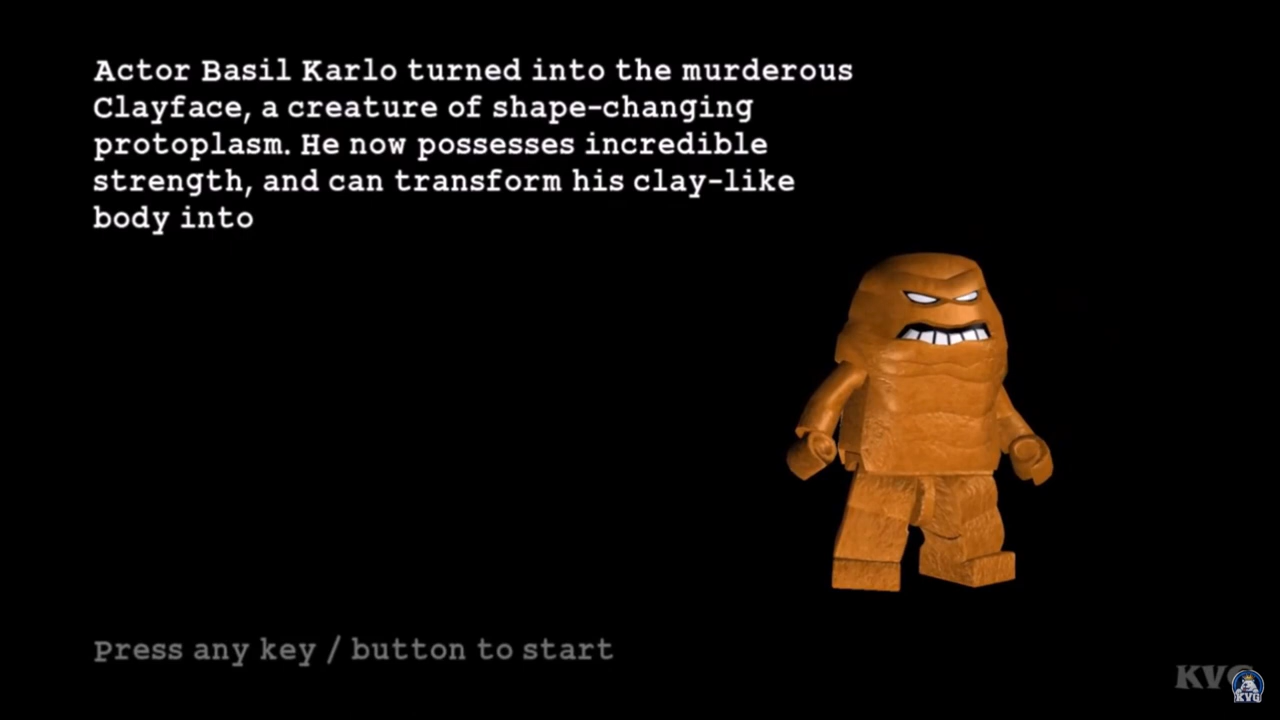 Actor Basil Karlo turned into the murderous
Clayface, a creature of shape-changing
protoplasm. He now possesses incredible
strength, and can transform his clay-like
body into
Press any key / button to start
KVG
KVG